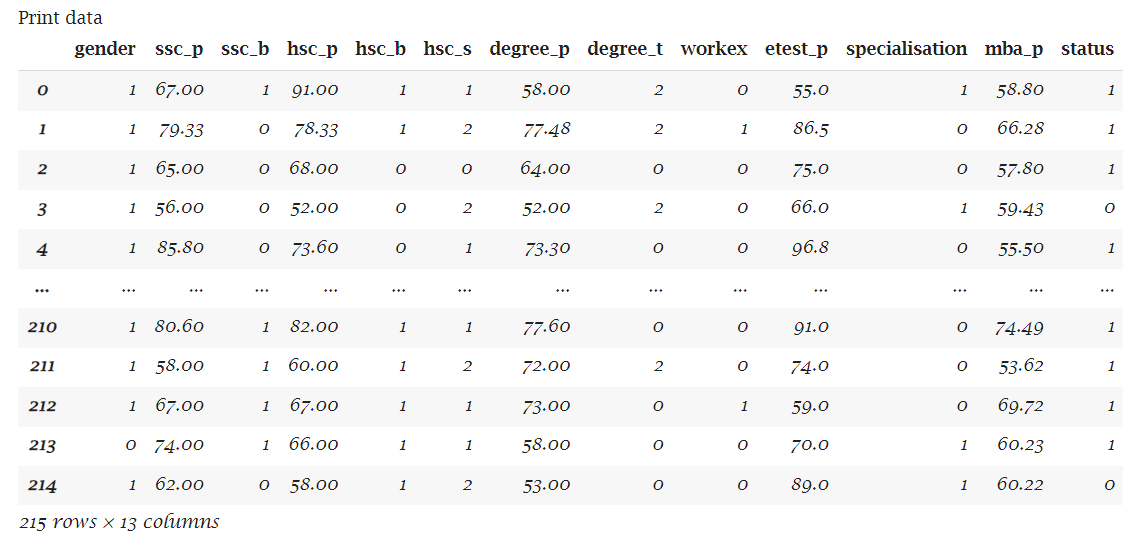 Print data
gender ssc_p ssc_b hsc_p hsc_b hsc_s degree_p degree_t workex etest_p specialisation mba_p status
0 1 67.00 1 91.00 1 1 58.00 2 0 55.0 1 58.80 1
1 1 79.33 0 78.33 1 2 77.48 2 1 86.5 0 66.28 1
2 1 65.00 0 68.00 0 0 64.00 0 0 75.0 0 57.80 1
3 1 56.00 0 52.00 0 2 52.00 2 0 66.0 1 59.43 0
4 1 85.80 0 73.60 0 1 73.30 0 0 96.8 0 55.50 1
... ... ... ... ... ... ... ... ... ... ... ... ... ...
210 1 80.60 1 82.00 1 1 77.60 0 0 91.0 0 74.49 1
211 1 58.00 1 60.00 1 2 72.00 2 0 74.0 0 53.62 1
212 1 67.00 1 67.00 1 1 73.00 0 1 59.0 0 69.72 1
213 0 74.00 1 66.00 1 1 58.00 0 0 70.0 1 60.23 1
214 1 62.00 0 58.00 1 2 53.00 0 0 89.0 1 60.22 0
215 rows × 13 columns